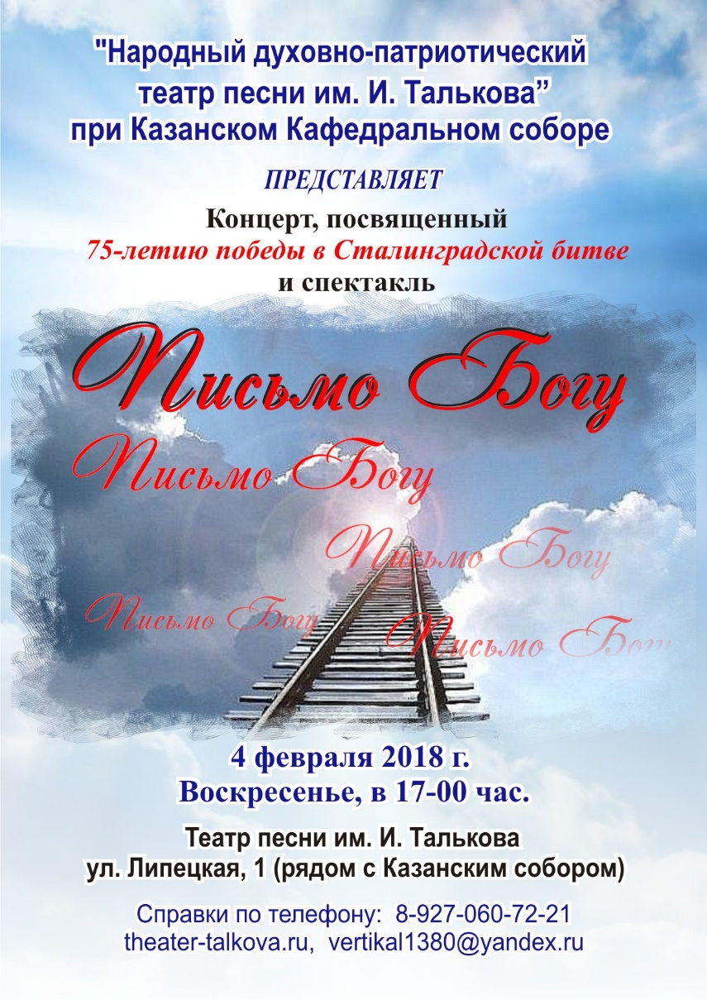 "Народный духовно-патриотический
театр песни им. И. Талькова”
при Казанском Кафедральном соборе
ПРЕДСТАВЛЯЕТ
Концерт, посвященный
75-летию победы в Сталинградской битве
и спектакль
Письмо Богу
Письмо Богу
Письмо Богу
Письмо Богу
Письмо Богу
4 февраля 2018 г.
Воскресенье, в 17-00 час.
Театр песни им. И. Талькова
ул. Липецкая, 1 (рядом с Казанским собором)
Справки по телефону: 8-927-060-72-21
theater-talkova.ru, vertikal1380@yandex.ru